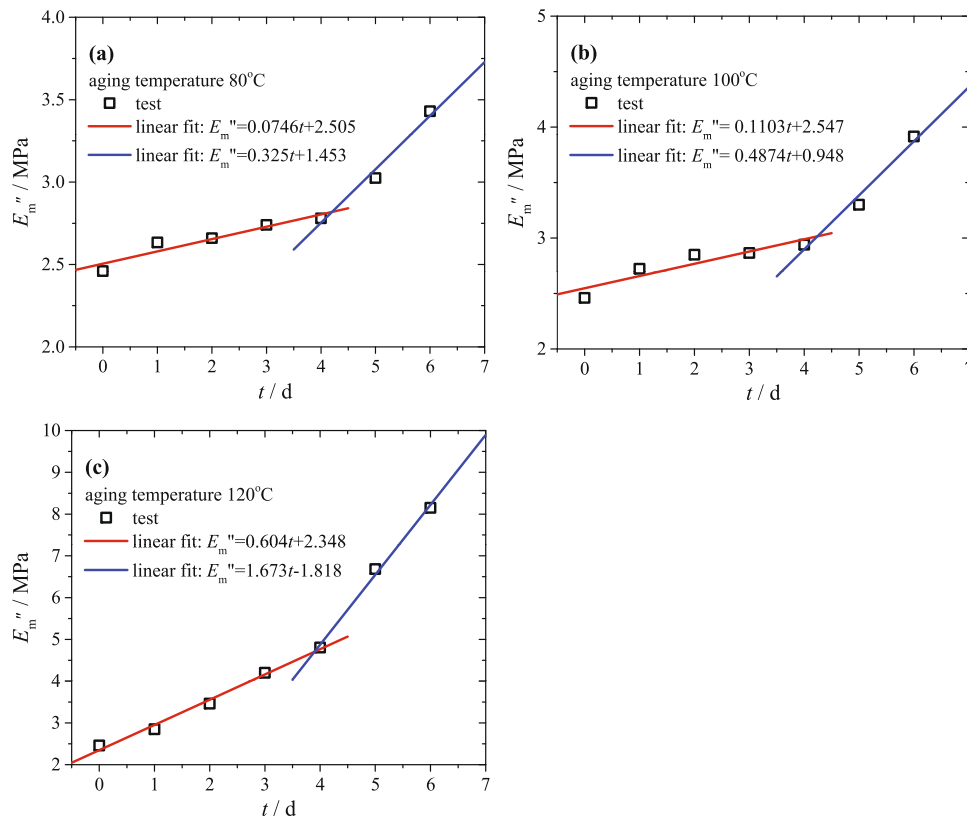 (a)
aging temperature 80°C
test
linear fit: Em"=0.0746t+2.505
linear fit: Em"=0.325t+1.453
Em" / MPa
4.0
3.5
3.0
2.5
2.0
0 1 2 3 4 5 6 7
t / d
(b)
aging temperature 100°C
test
linear fit: Em"= 0.1103t+2.547
linear fit: Em"= 0.4874t+0.948
Em" / MPa
5
4
3
2
0 1 2 3 4 5 6 7
t / d
(c)
aging temperature 120°C
test
linear fit: Em"=0.604t+2.348
linear fit: Em"=1.673t-1.818
Em" / MPa
10
9
8
7
6
5
4
3
2
0 1 2 3 4 5 6 7
t / d